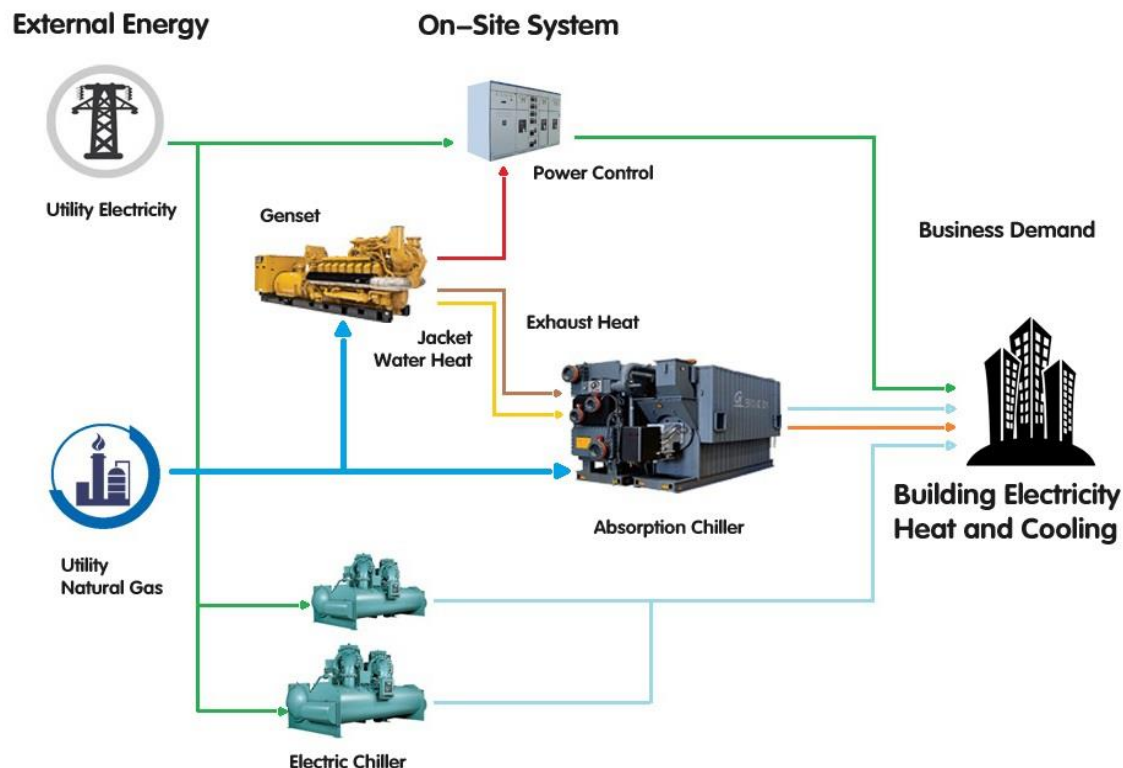 External Energy
On-Site System
Utility Electricity
Power Control
Genset
Business Demand
Exhaust Heat
Jacket
Water Heat
Absorption Chiller
Building Electricity
Heat and Cooling
Utility
Natural Gas
Electric Chiller